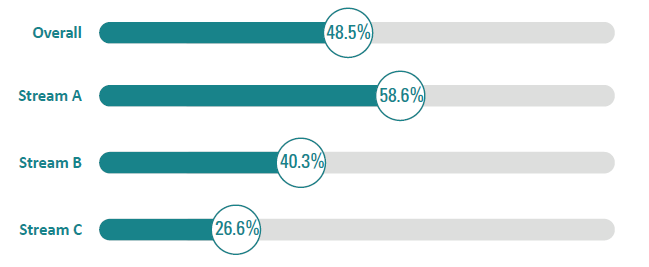 Overall 48.5%
Stream A 58.6%
Stream B 40.3%
Stream C 26.6%